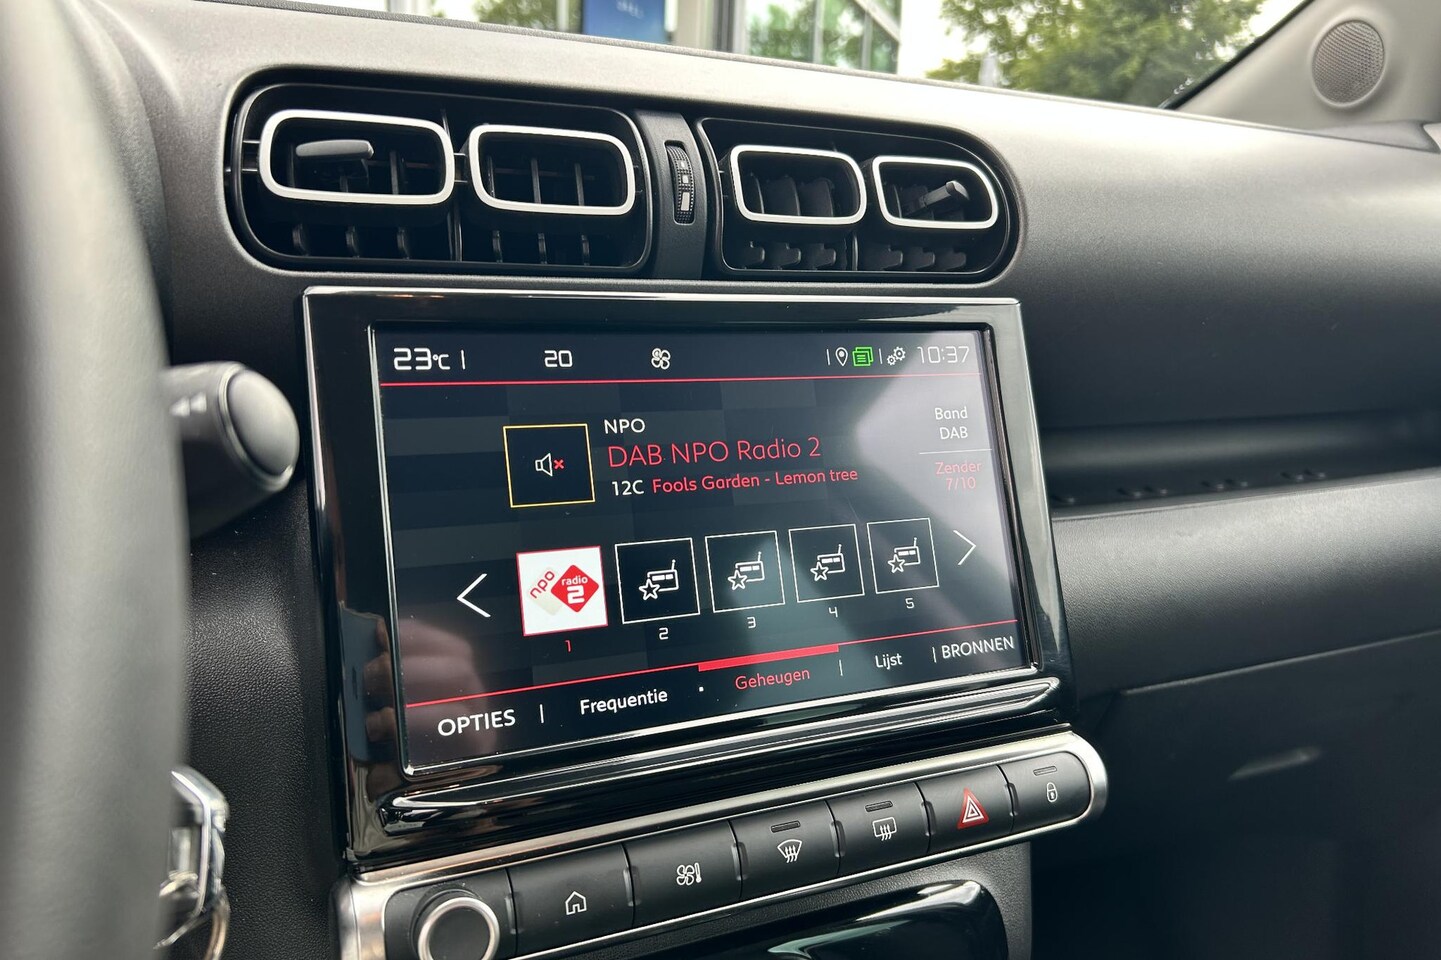 23°C
20
10:37
NPO
DAB NPO Radio 2
12C Fools Garden - Lemon tree
Band
DAB
Zender
7/10
npo radio 2
1
2
3
4
5
OPTIES
Frequentie
Geheugen
Lijst
BRONNEN